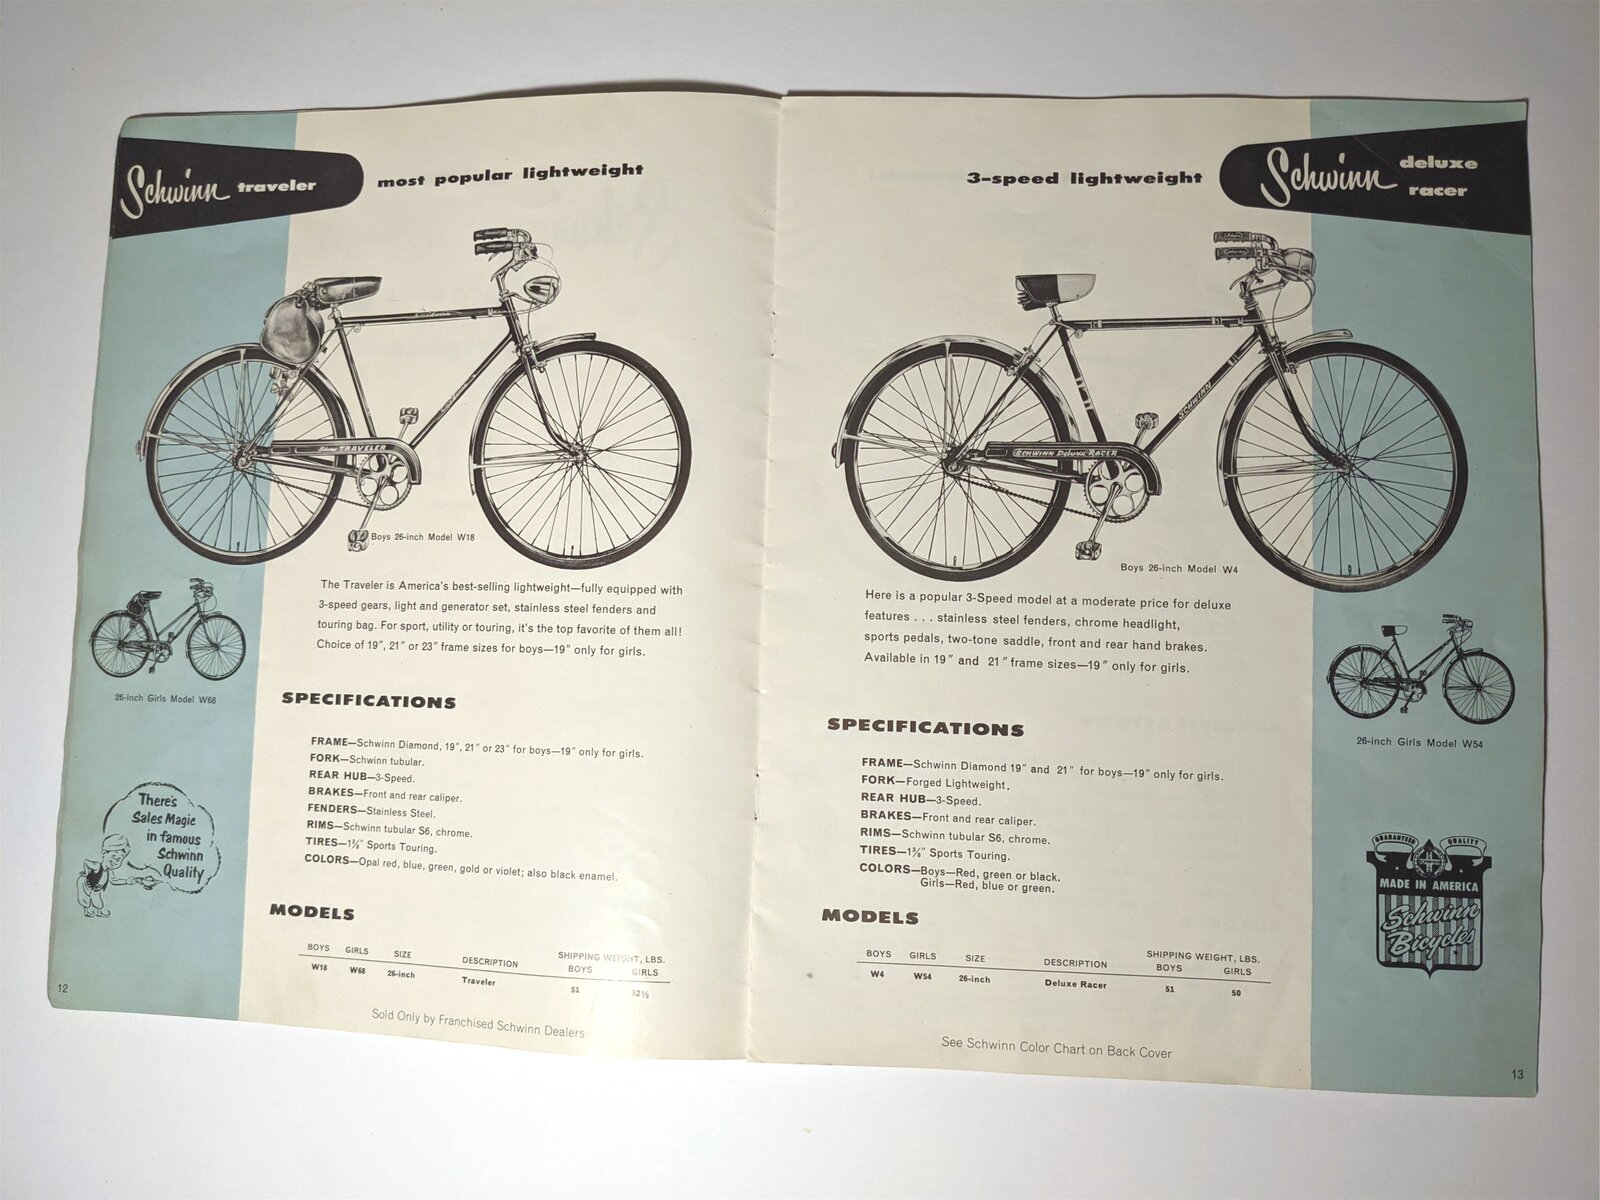 Schwinn traveler
most popular lightweight
Schwinn
TRAVELER
Boys 26-inch Model W18
The Traveler is America's best-selling lightweight—fully equipped with
3-speed gears, light and generator set, stainless steel fenders and
touring bag. For sport, utility or touring, it's the top favorite of them all!
Choice of 19", 21" or 23" frame sizes for boys—19" only for girls.
26-inch Girls Model W68
SPECIFICATIONS
FRAME—Schwinn Diamond, 19", 21" or 23" for boys—19" only for girls.
FORK—Schwinn tubular.
REAR HUB—3-Speed.
BRAKES—Front and rear caliper.
FENDERS—Stainless Steel.
RIMS—Schwinn tubular S6, chrome.
TIRES—1⅜" Sports Touring.
COLORS—Opal red, blue, green, gold or violet; also black enamel.
There's
Sales Magic
in famous
Schwinn
Quality
MODELS
BOYS GIRLS SIZE DESCRIPTION SHIPPING WEIGHT, LBS.
BOYS GIRLS
W18 W68 26-inch Traveler 51 52½
12
Sold Only by Franchised Schwinn Dealers
3-speed lightweight
Schwinn deluxe
racer
SCHWINN
SCHWINN Deluxe RACER
Boys 26-inch Model W4
Here is a popular 3-Speed model at a moderate price for deluxe
features . . . stainless steel fenders, chrome headlight,
sports pedals, two-tone saddle, front and rear hand brakes.
Available in 19" and 21" frame sizes—19" only for girls.
26-inch Girls Model W54
SPECIFICATIONS
FRAME—Schwinn Diamond 19" and 21" for boys—19" only for girls.
FORK—Forged Lightweight.
REAR HUB—3-Speed.
BRAKES—Front and rear caliper.
RIMS—Schwinn tubular S6, chrome.
TIRES—1⅜" Sports Touring.
COLORS—Boys—Red, green or black.
Girls—Red, blue or green.
GUARANTEED QUALITY
MADE IN AMERICA
Schwinn
Bicycles
MODELS
BOYS GIRLS SIZE DESCRIPTION SHIPPING WEIGHT, LBS.
BOYS GIRLS
W4 W54 26-inch Deluxe Racer 51 50
See Schwinn Color Chart on Back Cover
13